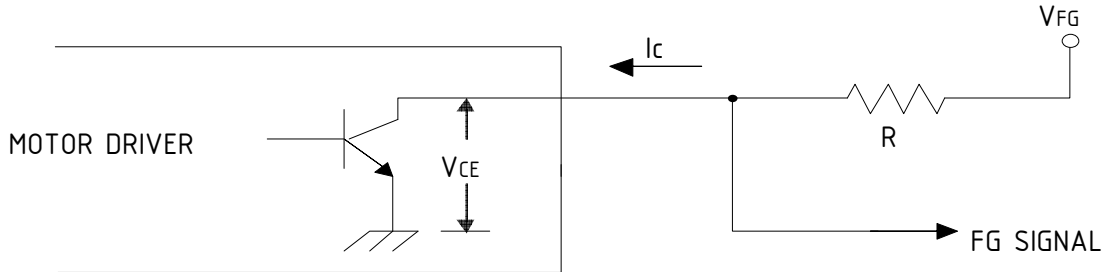 VFG
Ic
R
MOTOR DRIVER
VCE
FG SIGNAL